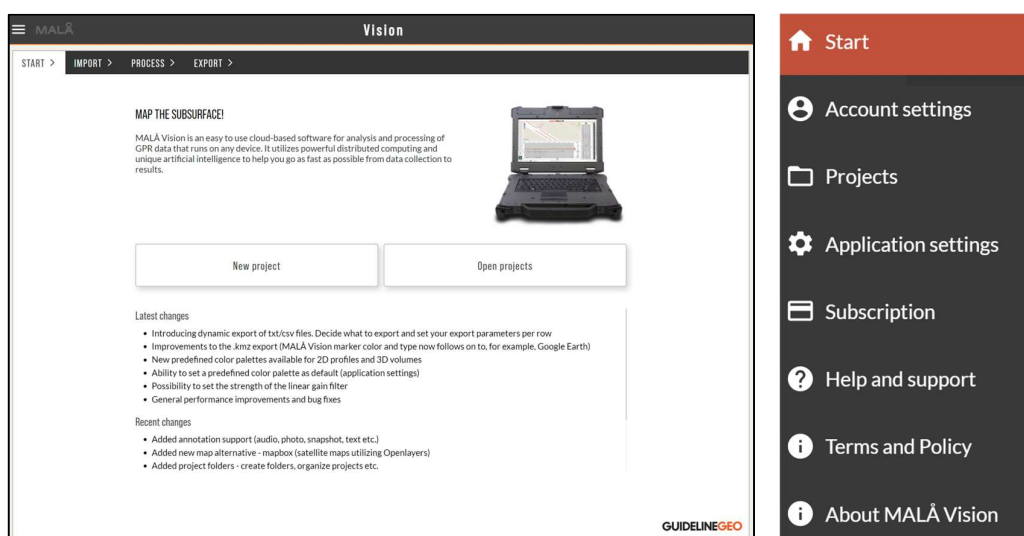 MALÅ
Vision
START >
IMPORT >
PROCESS >
EXPORT >
MAP THE SUBSURFACE!
MALÅ Vision is an easy to use cloud-based software for analysis and processing of
GPR data that runs on any device. It utilizes powerful distributed computing and
unique artificial intelligence to help you go as fast as possible from data collection to
results.
New project
Open projects
Latest changes
• Introducing dynamic export of txt/csv files. Decide what to export and set your export parameters per row
• Improvements to the .kmz export (MALÅ Vision marker color and type now follows on to, for example, Google Earth)
• New predefined color palettes available for 2D profiles and 3D volumes
• Ability to set a predefined color palette as default (application settings)
• Possibility to set the strength of the linear gain filter
• General performance improvements and bug fixes
Recent changes
• Added annotation support (audio, photo, snapshot, text etc.)
• Added new map alternative - mapbox (satellite maps utilizing Openlayers)
• Added project folders - create folders, organize projects etc.
GUIDELINEGEO
Start
Account settings
Projects
Application settings
Subscription
Help and support
Terms and Policy
About MALÅ Vision